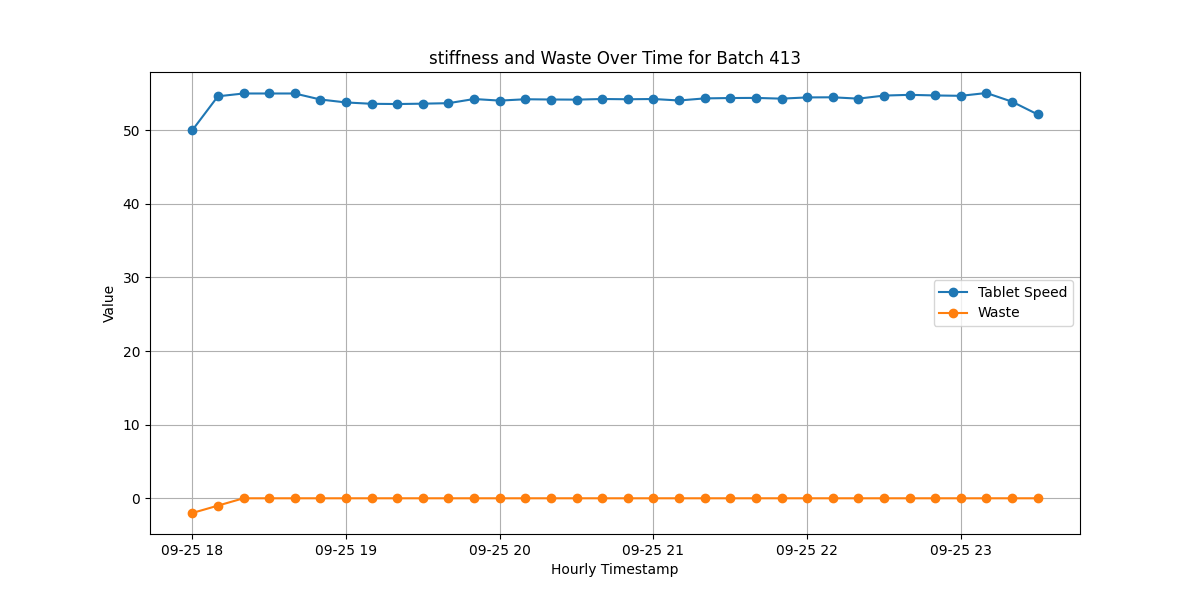 stiffness and Waste Over Time for Batch 413
Value
50
40
30
20
10
0
Tablet Speed
Waste
09-25 18
09-25 19
09-25 20
09-25 21
09-25 22
09-25 23
Hourly Timestamp